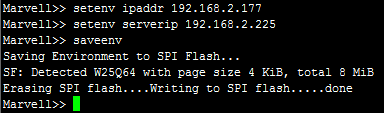 Marvell>> setenv ipaddr 192.168.2.177
Marvell>> setenv serverip 192.168.2.225
Marvell>> saveenv
Saving Environment to SPI Flash...
SF: Detected W25Q64 with page size 4 KiB, total 8 MiB
Erasing SPI flash....Writing to SPI flash.....done
Marvell>>